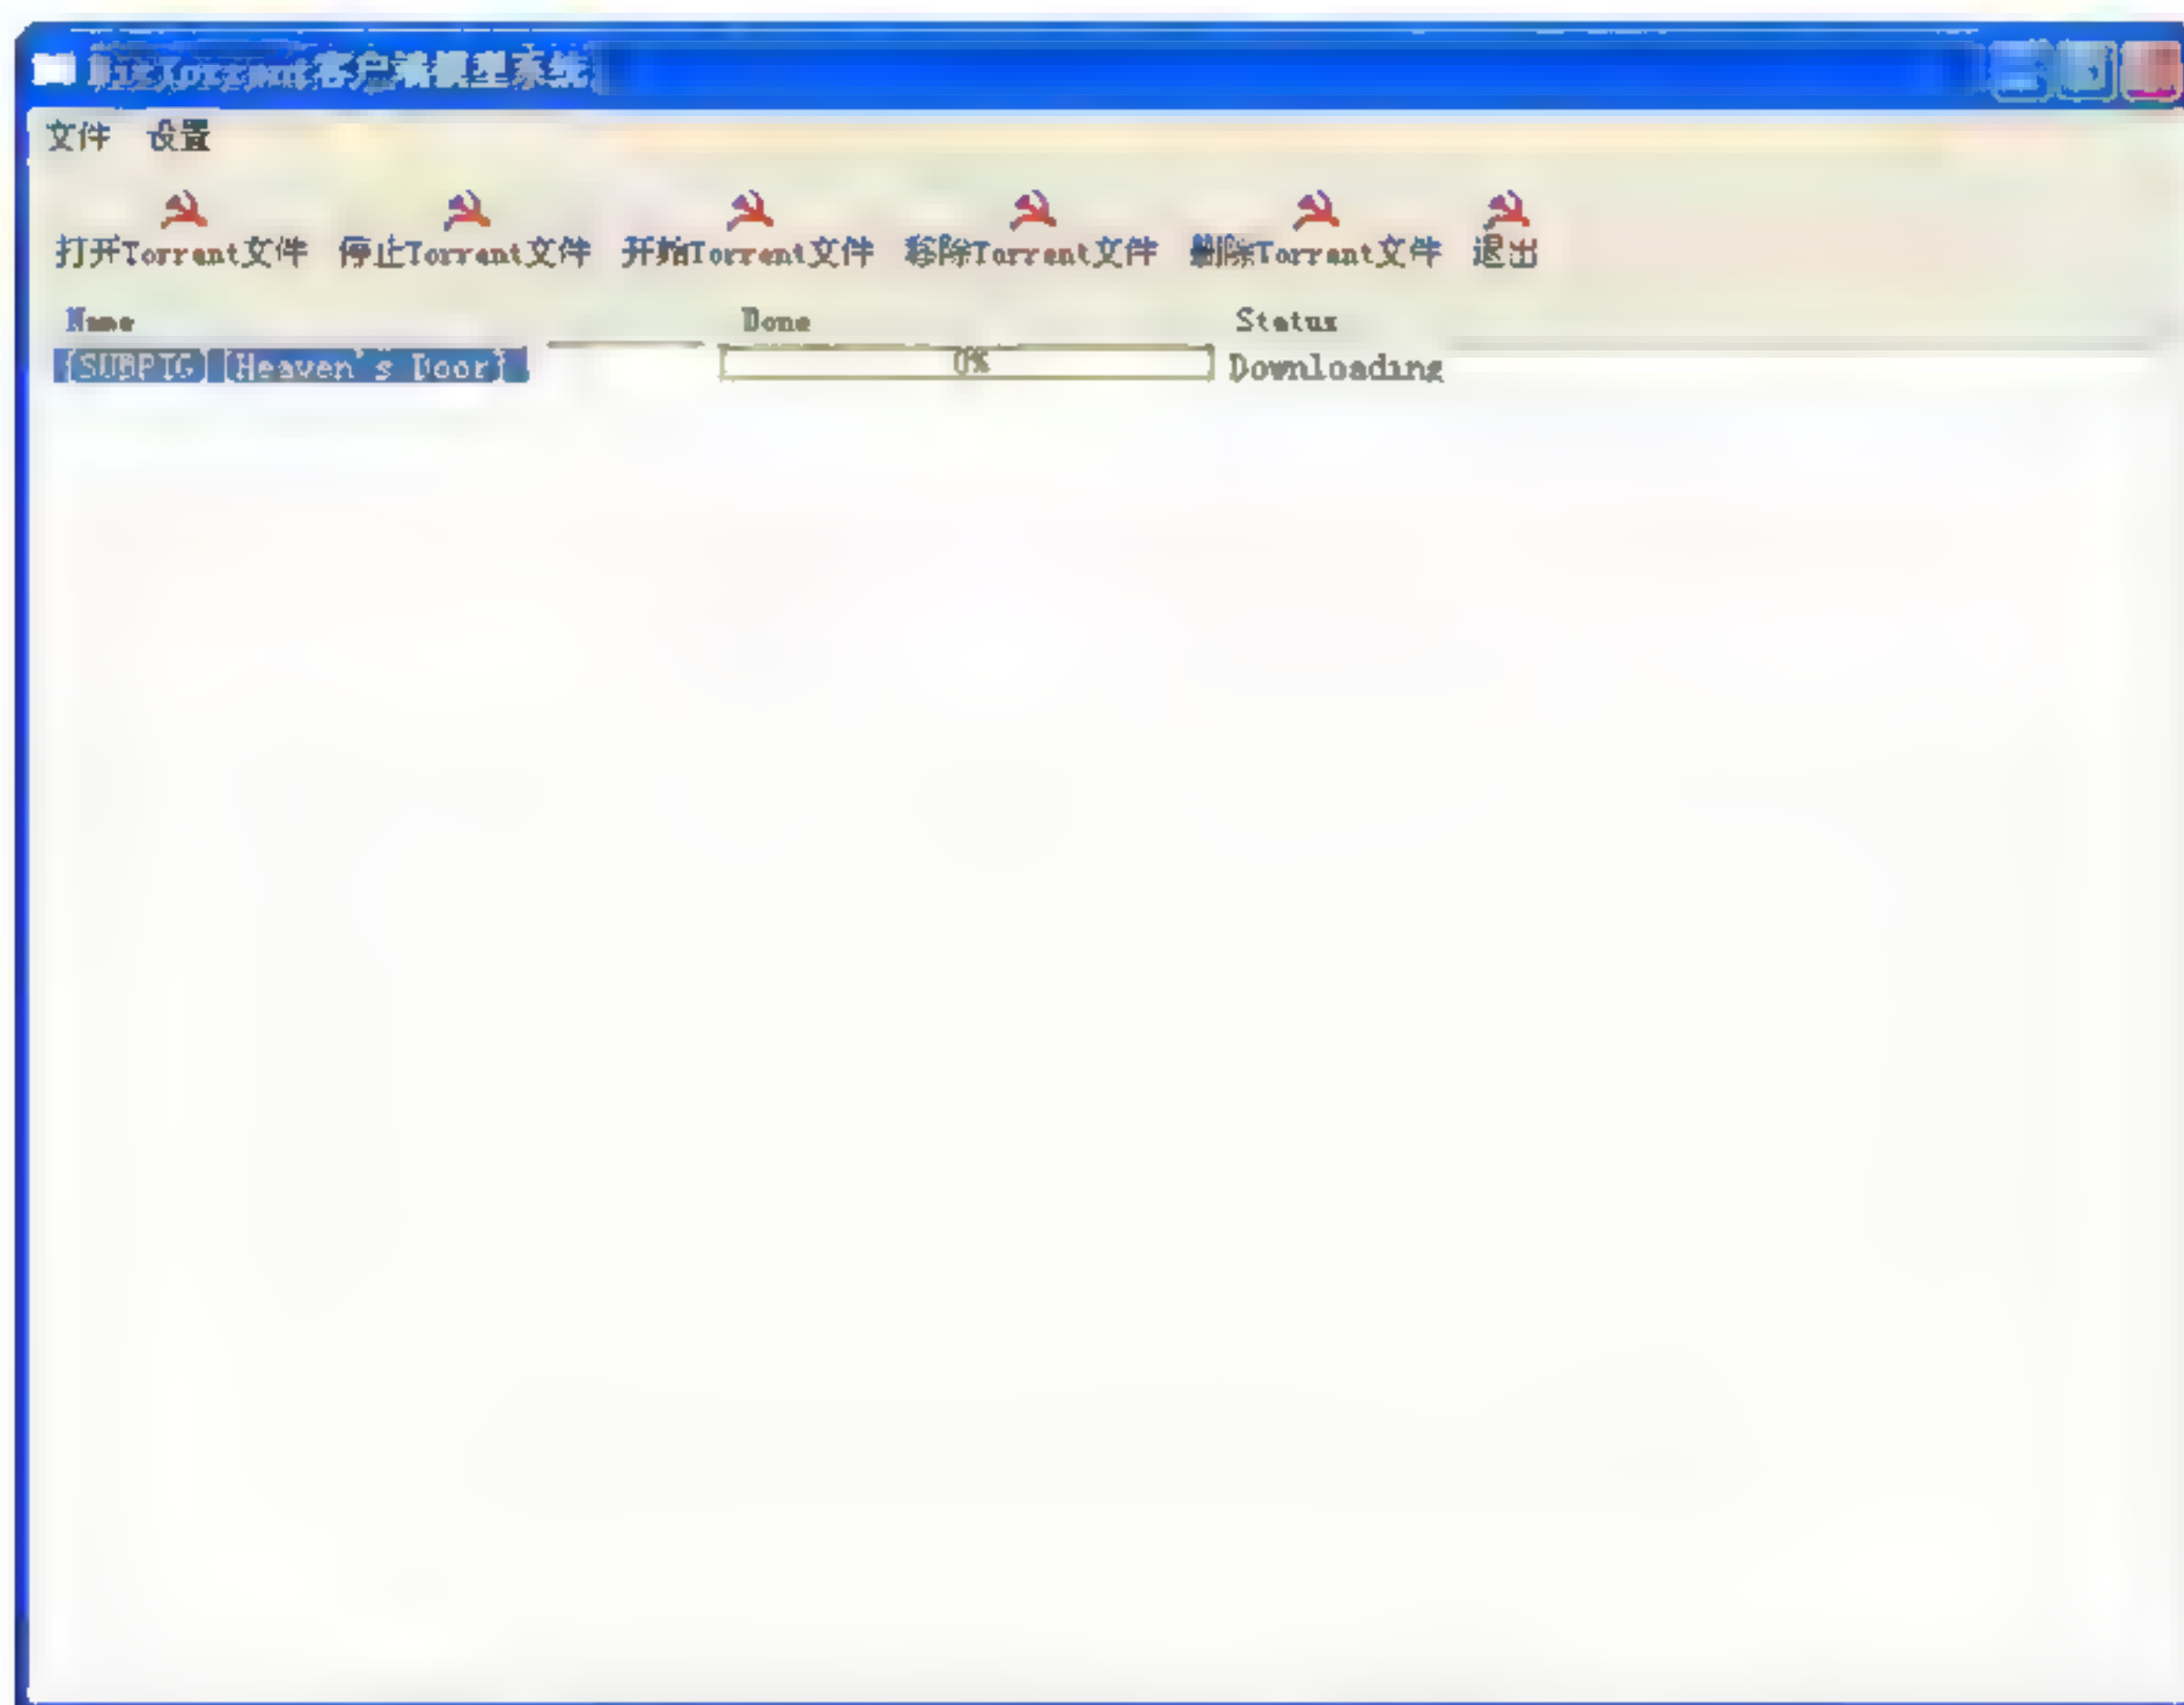 BitTorrent客户端模型系统
文件 设置
打开Torrent文件 停止Torrent文件 开始Torrent文件 移除Torrent文件 删除Torrent文件 退出
Name Done Status
[SUBPIG][Heaven's Door] 0% Downloading